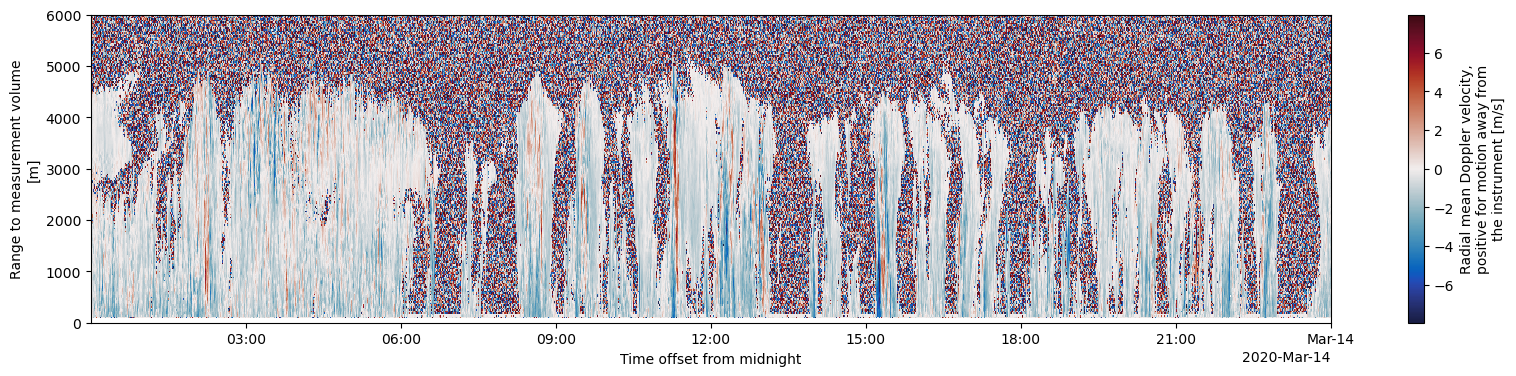 6000
5000
4000
3000
2000
1000
0
Range to measurement volume
[m]
03:00
06:00
09:00
12:00
15:00
18:00
21:00
Mar-14
2020-Mar-14
Time offset from midnight
6
4
2
0
−2
−4
−6
Radial mean Doppler velocity,
positive for motion away from
the instrument [m/s]